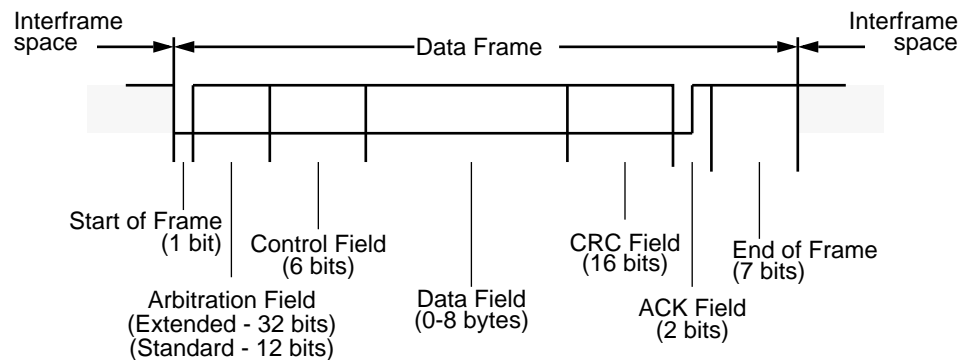 Interframe
space
Data Frame
Interframe
space
Start of Frame
(1 bit)
Arbitration Field
(Extended - 32 bits)
(Standard - 12 bits)
Control Field
(6 bits)
Data Field
(0-8 bytes)
CRC Field
(16 bits)
ACK Field
(2 bits)
End of Frame
(7 bits)